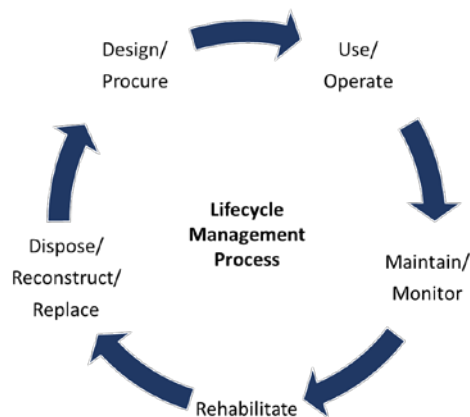 Design/
Procure
Use/
Operate
Lifecycle
Management
Process
Maintain/
Monitor
Dispose/
Reconstruct/
Replace
Rehabilitate